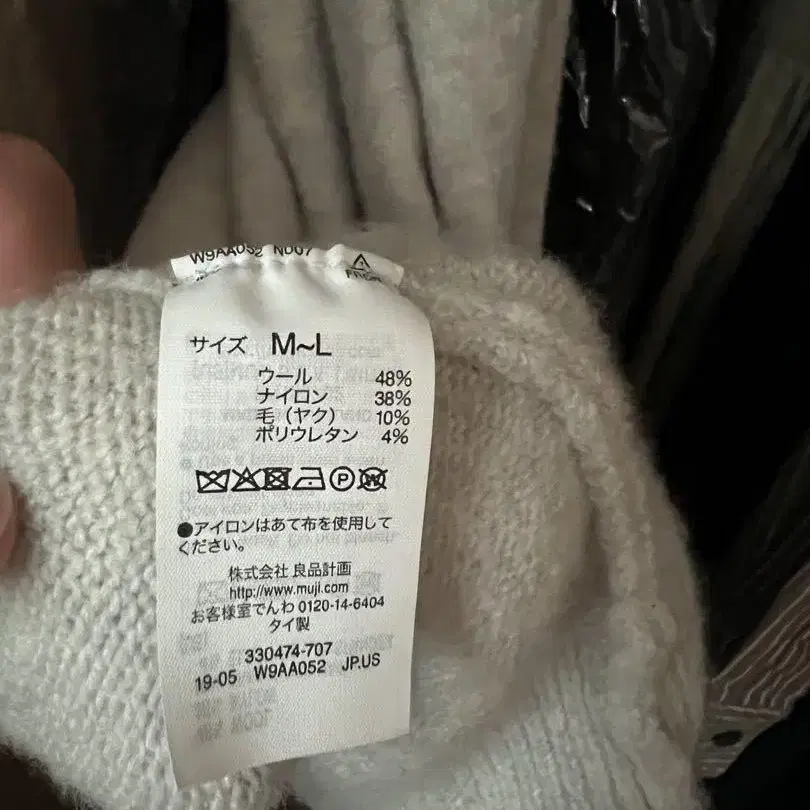 W9AA052 N007
サイズ M~L
ウール 48%
ナイロン 38%
毛（ヤク） 10%
ポリウレタン 4%
P W
●アイロンはあて布を使用して
ください。
株式会社 良品計画
http://www.muji.com
お客様室でんわ 0120-14-6404
タイ製
330474-707
19-05 W9AA052 JP.US